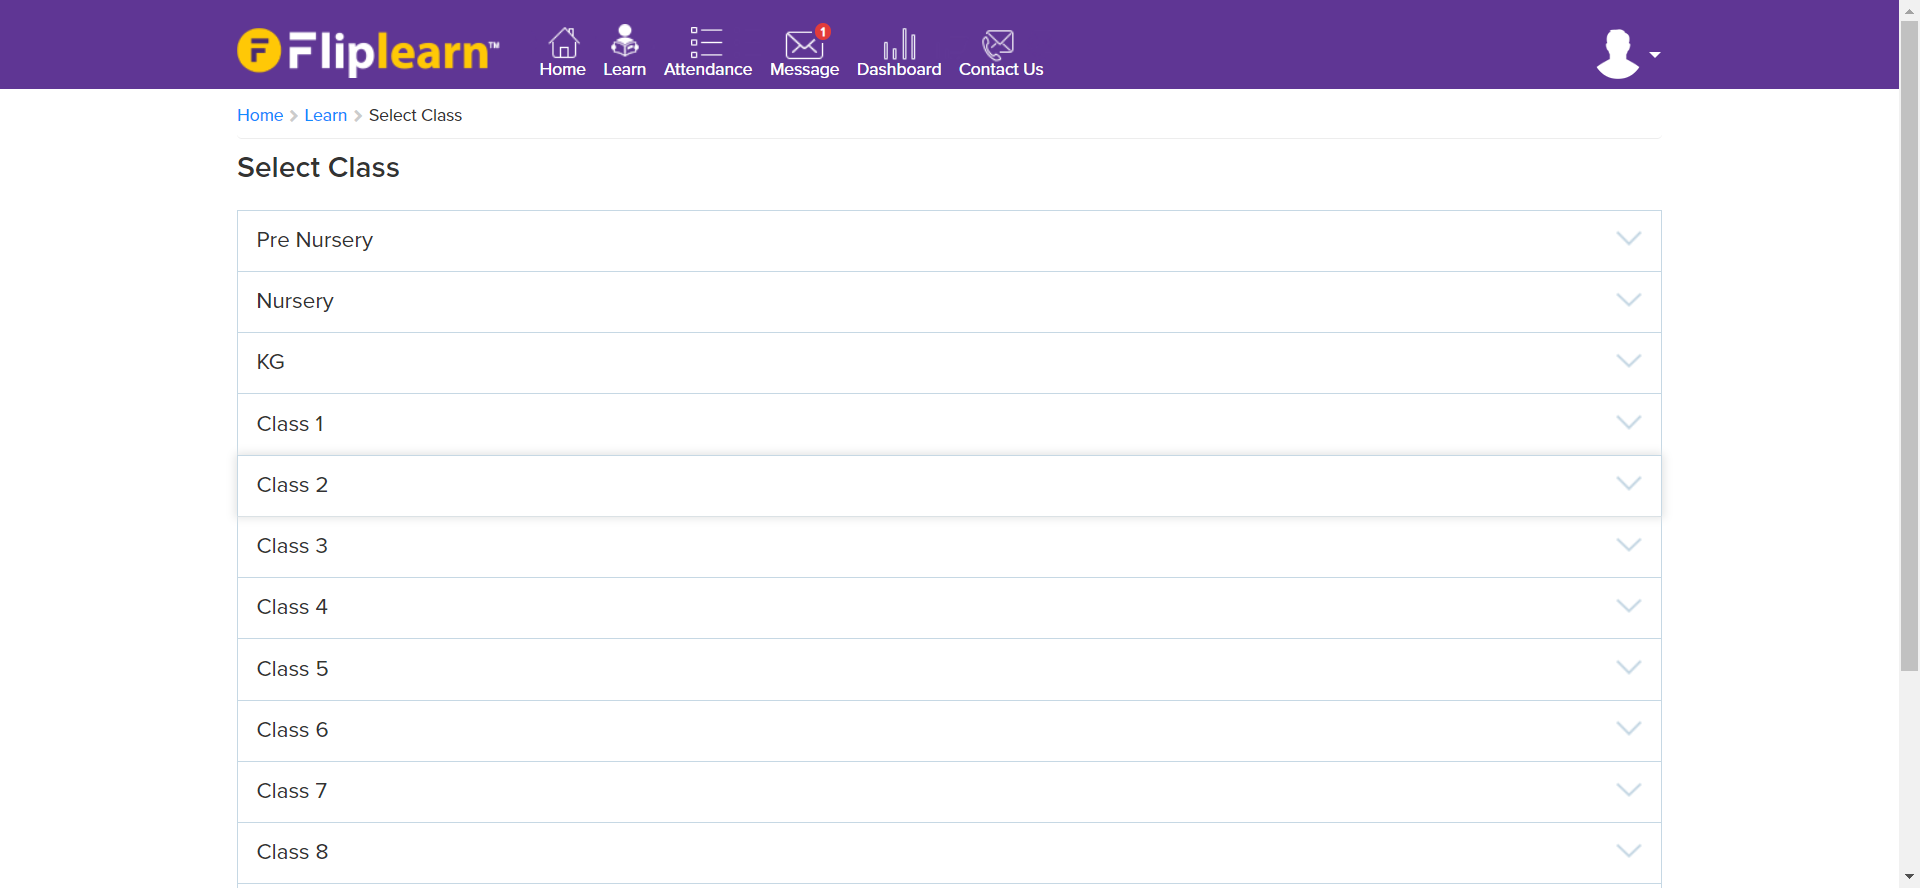 Fliplearn™
Home Learn Attendance Message 1 Dashboard Contact Us
Home Learn Select Class
Select Class
Pre Nursery
Nursery
KG
Class 1
Class 2
Class 3
Class 4
Class 5
Class 6
Class 7
Class 8